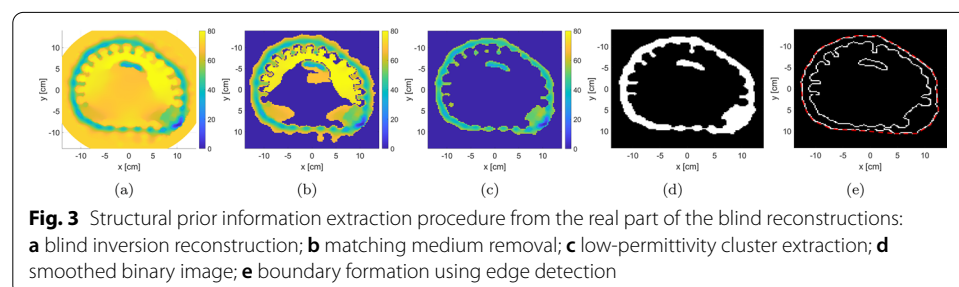 10
5
0
-5
-10
y [cm]
-10 -5 0 5 10
x [cm]
80
60
40
20
0
(a)
-10
-5
0
5
10
y [cm]
-10 -5 0 5 10
x [cm]
80
60
40
20
0
(b)
-10
-5
0
5
10
y [cm]
-10 -5 0 5 10
x [cm]
80
60
40
20
0
(c)
-10
-5
0
5
10
y [cm]
-10 -5 0 5 10
x [cm]
(d)
-10
-5
0
5
10
y [cm]
-10 -5 0 5 10
x [cm]
(e)
Fig. 3 Structural prior information extraction procedure from the real part of the blind reconstructions:
a blind inversion reconstruction; b matching medium removal; c low-permittivity cluster extraction; d
smoothed binary image; e boundary formation using edge detection